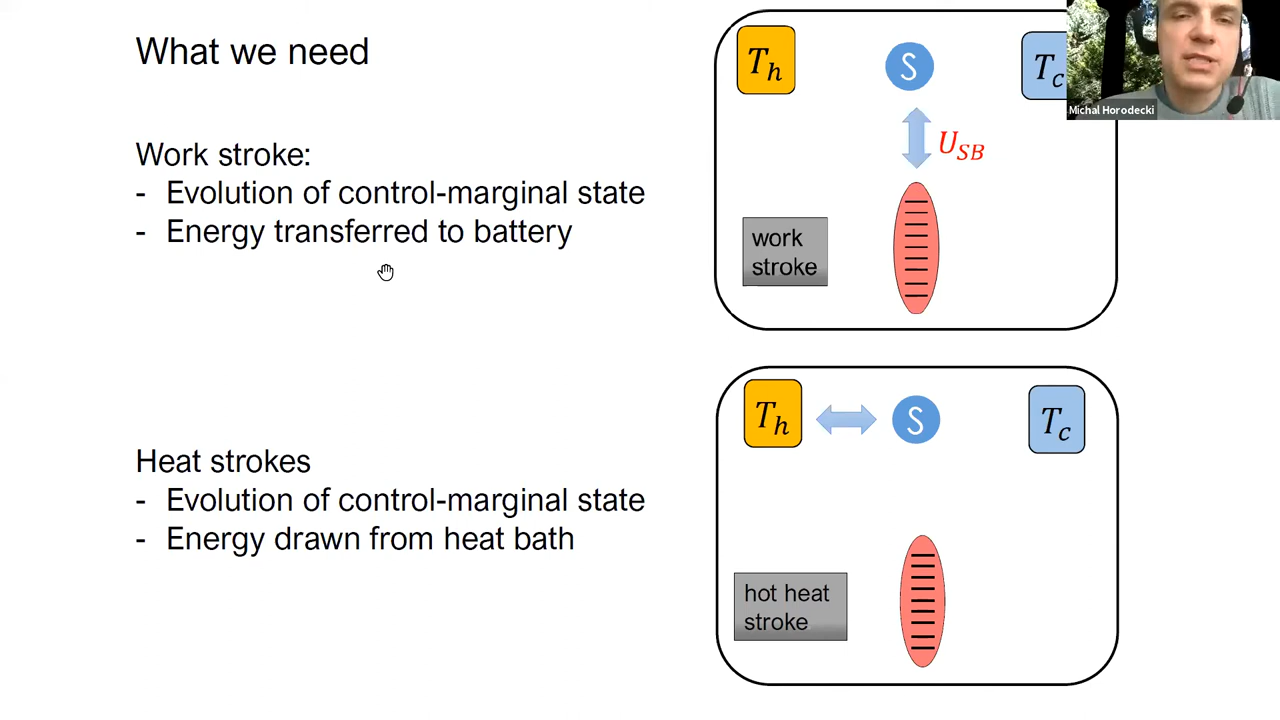 What we need
Work stroke:
- Evolution of control-marginal state
- Energy transferred to battery
Heat strokes
- Evolution of control-marginal state
- Energy drawn from heat bath
T_h
S
T_c
U_SB
work
stroke
T_h
S
T_c
hot heat
stroke
Michal Horodecki